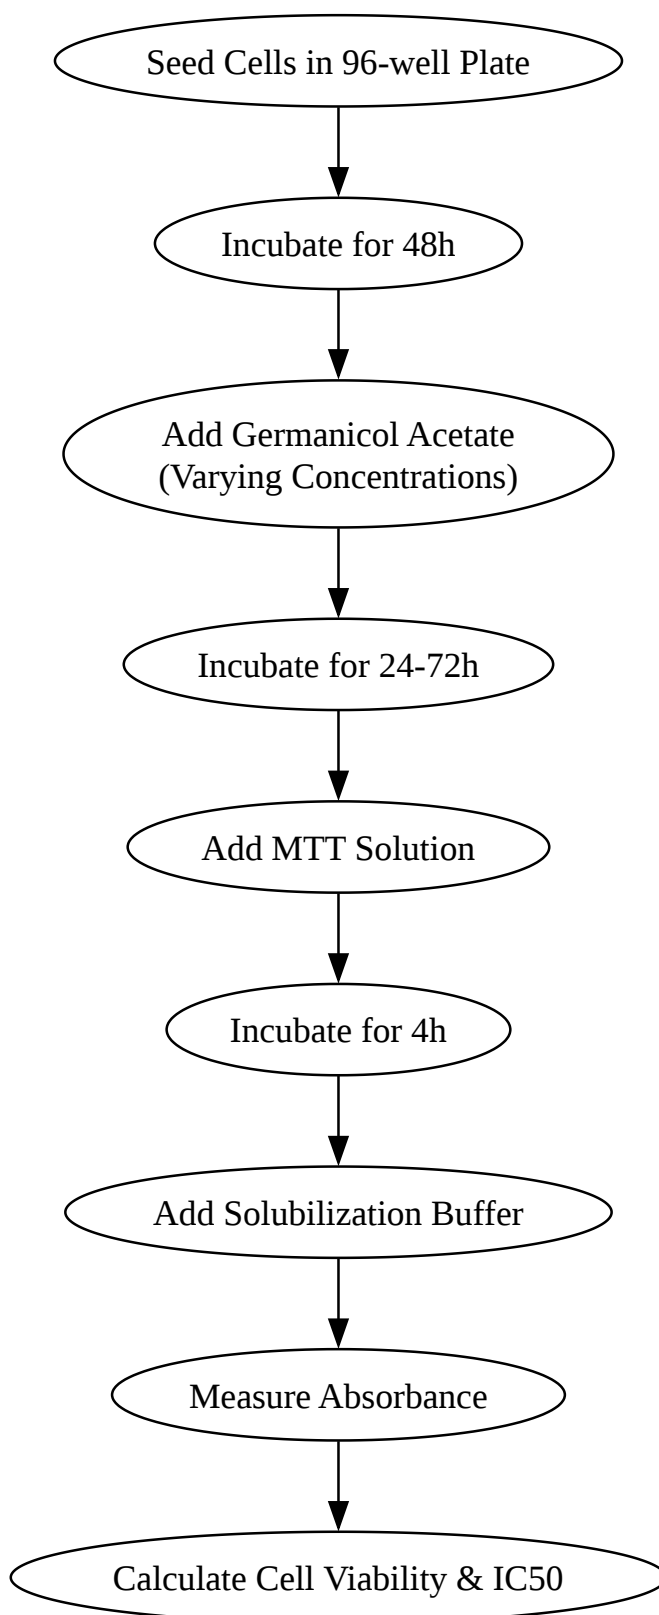 Seed Cells in 96-well Plate
Incubate for 48h
Add Germanicol Acetate
(Varying Concentrations)
Incubate for 24-72h
Add MTT Solution
Incubate for 4h
Add Solubilization Buffer
Measure Absorbance
Calculate Cell Viability & IC50